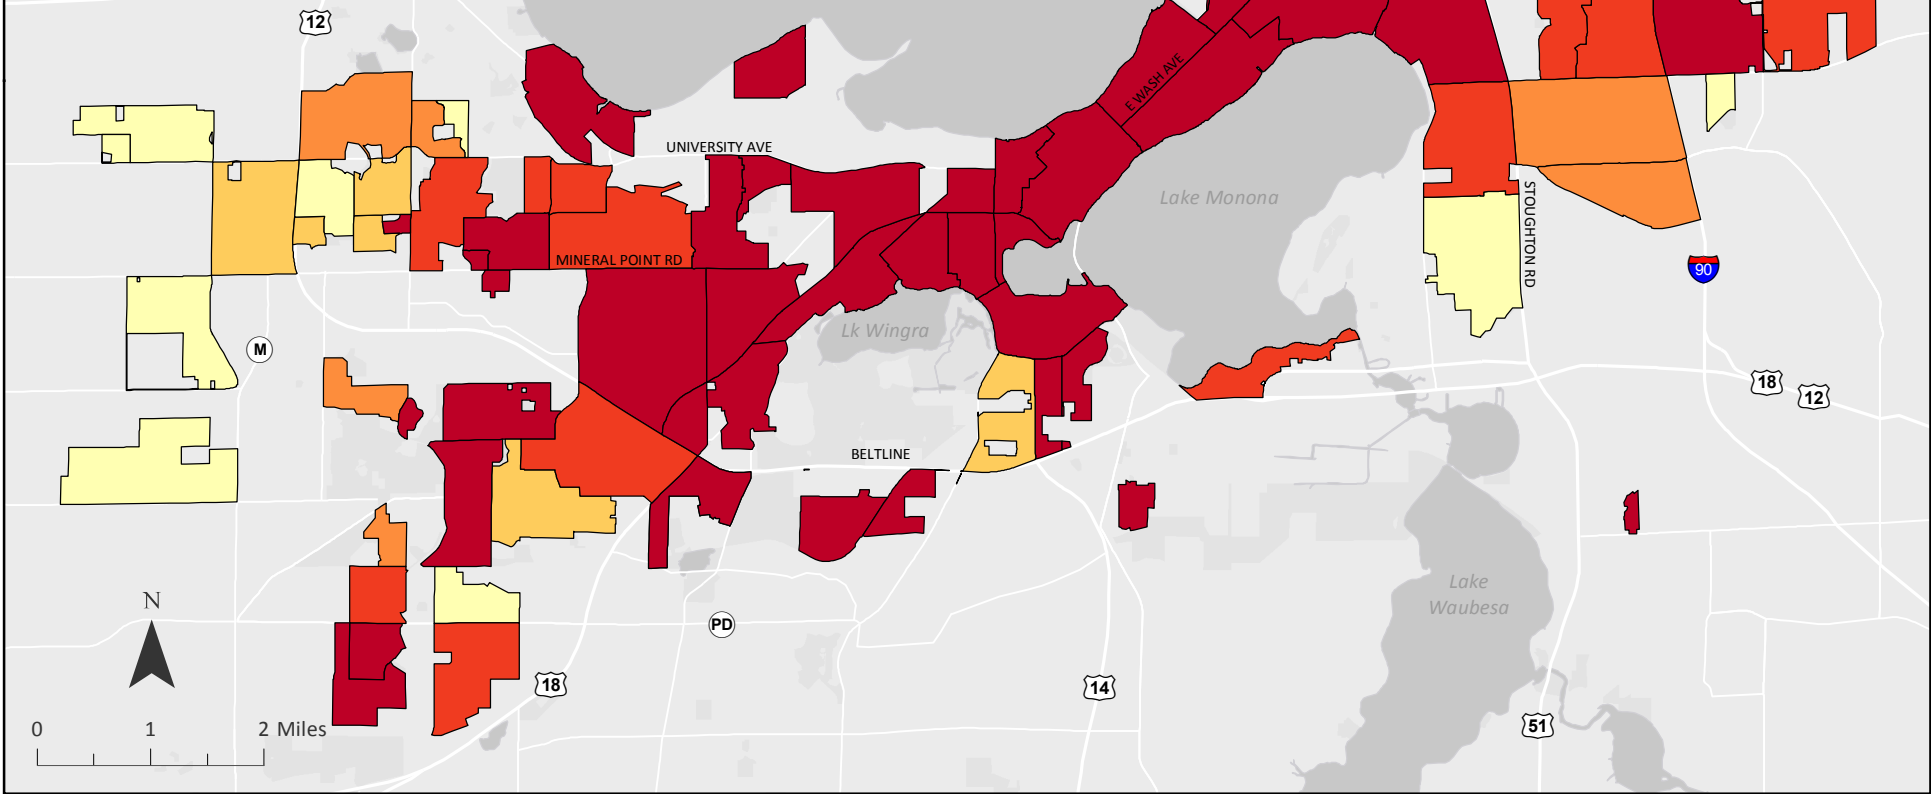 12
E WASH AVE
UNIVERSITY AVE
Lake Monona
STOUGHTON RD
MINERAL POINT RD
90
Lk Wingra
M
18
12
BELTLINE
Lake
Waubesa
N
PD
18
14
51
0 1 2 Miles